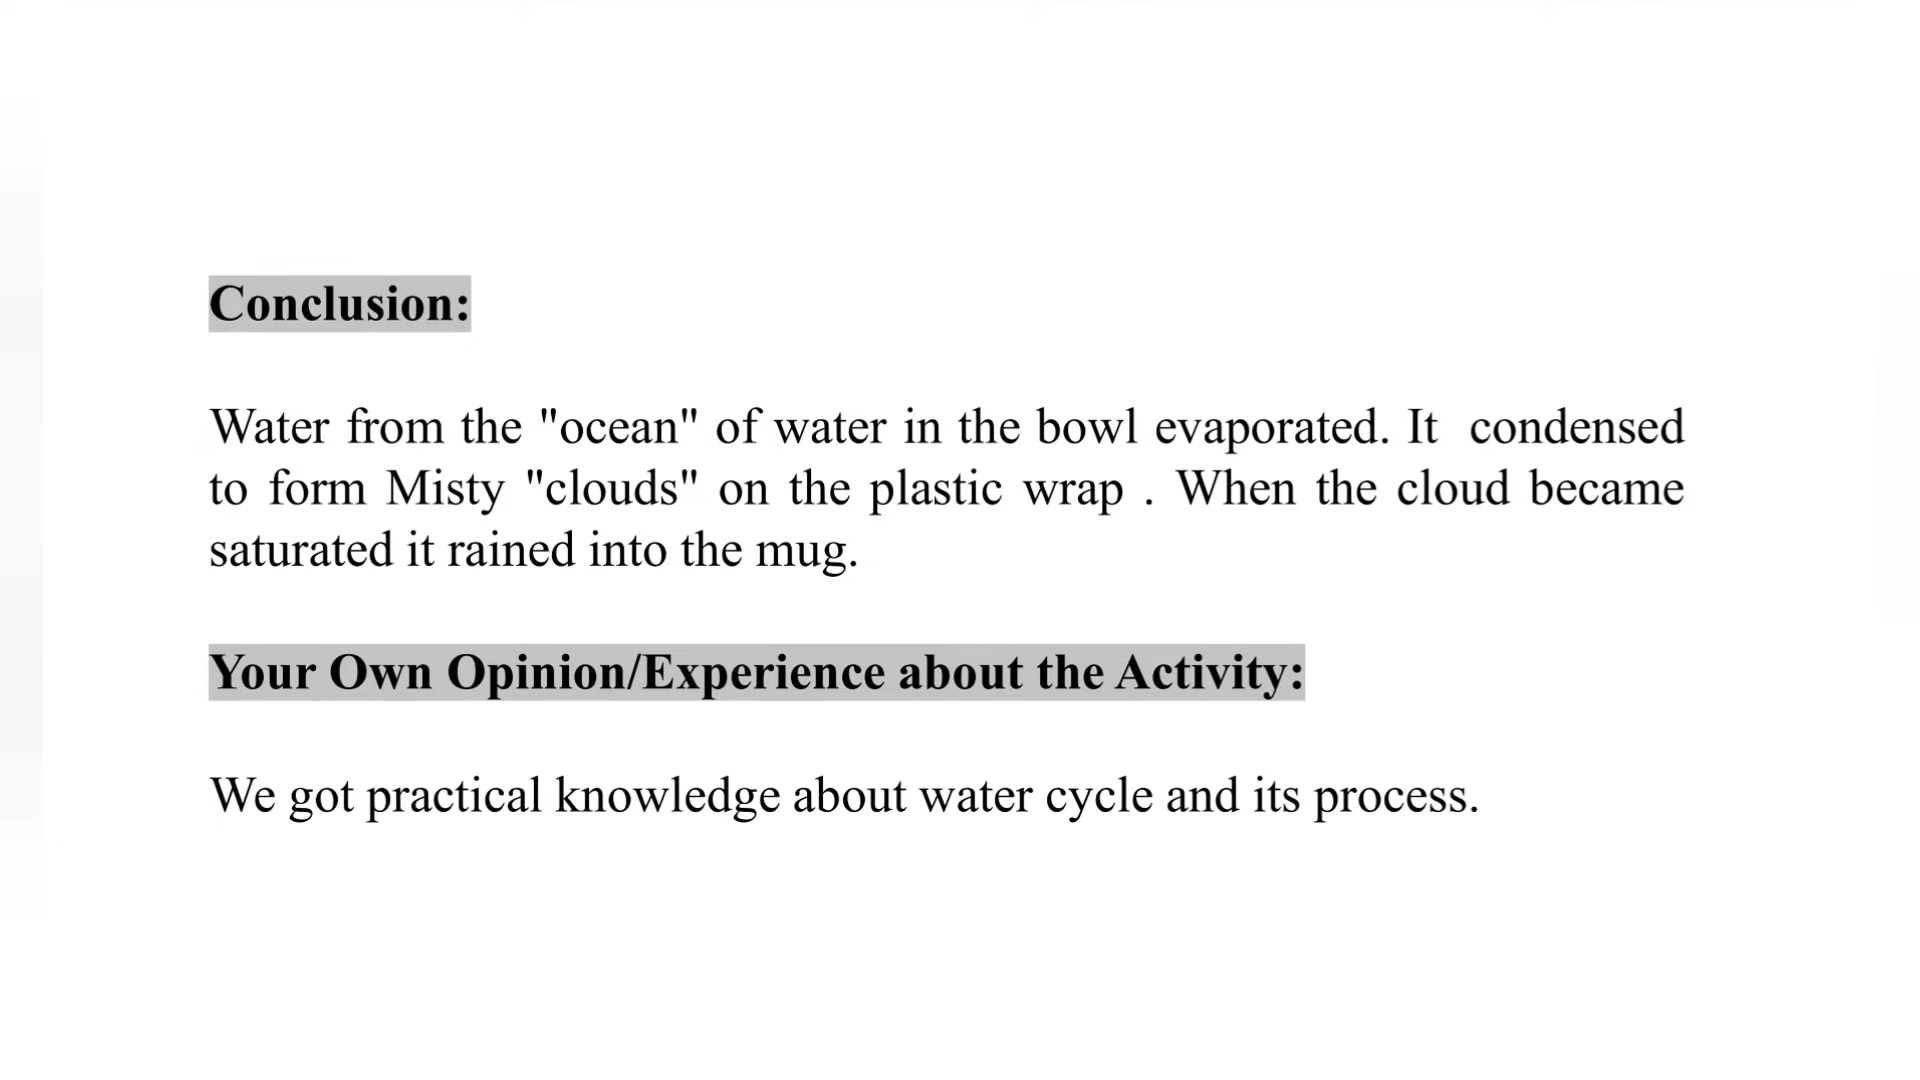 Conclusion:
Water from the "ocean" of water in the bowl evaporated. It  condensed
to form Misty "clouds" on the plastic wrap . When the cloud became
saturated it rained into the mug.
Your Own Opinion/Experience about the Activity:
We got practical knowledge about water cycle and its process.